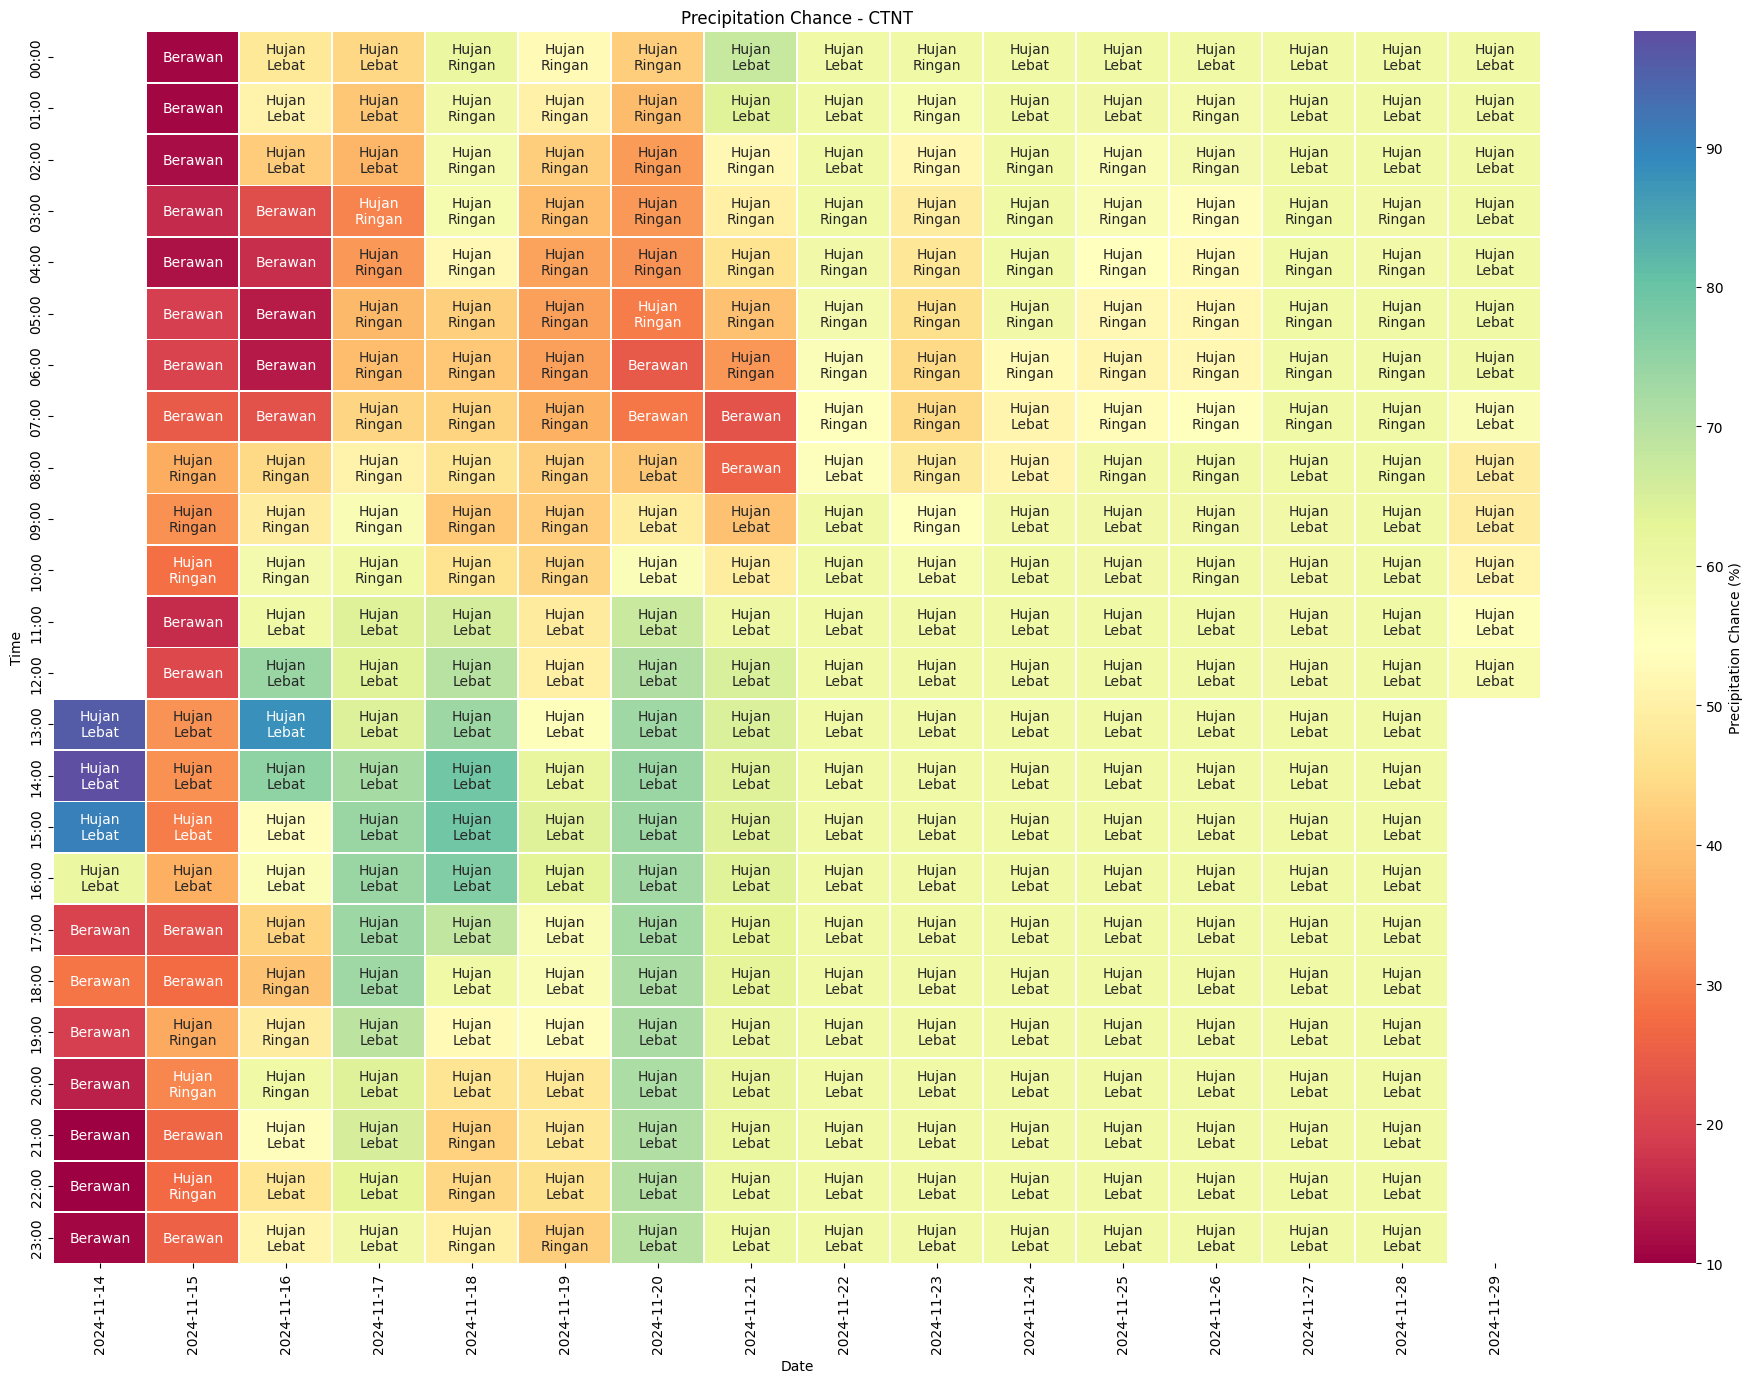 Precipitation Chance - CTNT
Time
00:00 Berawan Hujan Lebat Hujan Lebat Hujan Ringan Hujan Ringan Hujan Ringan Hujan Lebat Hujan Lebat Hujan Ringan Hujan Lebat Hujan Lebat Hujan Lebat Hujan Lebat Hujan Lebat Hujan Lebat
01:00 Berawan Hujan Lebat Hujan Lebat Hujan Ringan Hujan Ringan Hujan Ringan Hujan Lebat Hujan Lebat Hujan Ringan Hujan Lebat Hujan Lebat Hujan Ringan Hujan Lebat Hujan Lebat Hujan Lebat
02:00 Berawan Hujan Lebat Hujan Lebat Hujan Ringan Hujan Ringan Hujan Ringan Hujan Ringan Hujan Lebat Hujan Ringan Hujan Ringan Hujan Ringan Hujan Ringan Hujan Lebat Hujan Lebat Hujan Lebat
03:00 Berawan Berawan Hujan Ringan Hujan Ringan Hujan Ringan Hujan Ringan Hujan Ringan Hujan Ringan Hujan Ringan Hujan Ringan Hujan Ringan Hujan Ringan Hujan Ringan Hujan Ringan Hujan Lebat
04:00 Berawan Berawan Hujan Ringan Hujan Ringan Hujan Ringan Hujan Ringan Hujan Ringan Hujan Ringan Hujan Ringan Hujan Ringan Hujan Ringan Hujan Ringan Hujan Ringan Hujan Ringan Hujan Lebat
05:00 Berawan Berawan Hujan Ringan Hujan Ringan Hujan Ringan Hujan Ringan Hujan Ringan Hujan Ringan Hujan Ringan Hujan Ringan Hujan Ringan Hujan Ringan Hujan Ringan Hujan Ringan Hujan Lebat
06:00 Berawan Berawan Hujan Ringan Hujan Ringan Hujan Ringan Berawan Hujan Ringan Hujan Ringan Hujan Ringan Hujan Ringan Hujan Ringan Hujan Ringan Hujan Ringan Hujan Ringan Hujan Lebat
07:00 Berawan Berawan Hujan Ringan Hujan Ringan Hujan Ringan Berawan Berawan Hujan Ringan Hujan Ringan Hujan Lebat Hujan Ringan Hujan Ringan Hujan Ringan Hujan Ringan Hujan Lebat
08:00 Hujan Ringan Hujan Ringan Hujan Ringan Hujan Ringan Hujan Ringan Hujan Lebat Berawan Hujan Lebat Hujan Ringan Hujan Lebat Hujan Ringan Hujan Ringan Hujan Lebat Hujan Ringan Hujan Lebat
09:00 Hujan Ringan Hujan Ringan Hujan Ringan Hujan Ringan Hujan Ringan Hujan Lebat Hujan Lebat Hujan Lebat Hujan Ringan Hujan Lebat Hujan Lebat Hujan Ringan Hujan Lebat Hujan Lebat Hujan Lebat
10:00 Hujan Ringan Hujan Ringan Hujan Ringan Hujan Ringan Hujan Ringan Hujan Lebat Hujan Lebat Hujan Lebat Hujan Lebat Hujan Lebat Hujan Lebat Hujan Ringan Hujan Lebat Hujan Lebat Hujan Lebat
11:00 Berawan Hujan Lebat Hujan Lebat Hujan Lebat Hujan Lebat Hujan Lebat Hujan Lebat Hujan Lebat Hujan Lebat Hujan Lebat Hujan Lebat Hujan Lebat Hujan Lebat Hujan Lebat Hujan Lebat
12:00 Berawan Hujan Lebat Hujan Lebat Hujan Lebat Hujan Lebat Hujan Lebat Hujan Lebat Hujan Lebat Hujan Lebat Hujan Lebat Hujan Lebat Hujan Lebat Hujan Lebat Hujan Lebat Hujan Lebat
13:00 Hujan Lebat Hujan Lebat Hujan Lebat Hujan Lebat Hujan Lebat Hujan Lebat Hujan Lebat Hujan Lebat Hujan Lebat Hujan Lebat Hujan Lebat Hujan Lebat Hujan Lebat Hujan Lebat Hujan Lebat
14:00 Hujan Lebat Hujan Lebat Hujan Lebat Hujan Lebat Hujan Lebat Hujan Lebat Hujan Lebat Hujan Lebat Hujan Lebat Hujan Lebat Hujan Lebat Hujan Lebat Hujan Lebat Hujan Lebat Hujan Lebat
15:00 Hujan Lebat Hujan Lebat Hujan Lebat Hujan Lebat Hujan Lebat Hujan Lebat Hujan Lebat Hujan Lebat Hujan Lebat Hujan Lebat Hujan Lebat Hujan Lebat Hujan Lebat Hujan Lebat Hujan Lebat
16:00 Hujan Lebat Hujan Lebat Hujan Lebat Hujan Lebat Hujan Lebat Hujan Lebat Hujan Lebat Hujan Lebat Hujan Lebat Hujan Lebat Hujan Lebat Hujan Lebat Hujan Lebat Hujan Lebat Hujan Lebat
17:00 Berawan Berawan Hujan Lebat Hujan Lebat Hujan Lebat Hujan Lebat Hujan Lebat Hujan Lebat Hujan Lebat Hujan Lebat Hujan Lebat Hujan Lebat Hujan Lebat Hujan Lebat Hujan Lebat
18:00 Berawan Berawan Hujan Ringan Hujan Lebat Hujan Lebat Hujan Lebat Hujan Lebat Hujan Lebat Hujan Lebat Hujan Lebat Hujan Lebat Hujan Lebat Hujan Lebat Hujan Lebat Hujan Lebat
19:00 Berawan Hujan Ringan Hujan Ringan Hujan Lebat Hujan Lebat Hujan Lebat Hujan Lebat Hujan Lebat Hujan Lebat Hujan Lebat Hujan Lebat Hujan Lebat Hujan Lebat Hujan Lebat Hujan Lebat
20:00 Berawan Hujan Ringan Hujan Ringan Hujan Lebat Hujan Lebat Hujan Lebat Hujan Lebat Hujan Lebat Hujan Lebat Hujan Lebat Hujan Lebat Hujan Lebat Hujan Lebat Hujan Lebat Hujan Lebat
21:00 Berawan Berawan Hujan Lebat Hujan Lebat Hujan Ringan Hujan Lebat Hujan Lebat Hujan Lebat Hujan Lebat Hujan Lebat Hujan Lebat Hujan Lebat Hujan Lebat Hujan Lebat Hujan Lebat
22:00 Berawan Hujan Ringan Hujan Lebat Hujan Lebat Hujan Ringan Hujan Lebat Hujan Lebat Hujan Lebat Hujan Lebat Hujan Lebat Hujan Lebat Hujan Lebat Hujan Lebat Hujan Lebat Hujan Lebat
23:00 Berawan Berawan Hujan Lebat Hujan Lebat Hujan Ringan Hujan Ringan Hujan Lebat Hujan Lebat Hujan Lebat Hujan Lebat Hujan Lebat Hujan Lebat Hujan Lebat Hujan Lebat Hujan Lebat
2024-11-14 2024-11-15 2024-11-16 2024-11-17 2024-11-18 2024-11-19 2024-11-20 2024-11-21 2024-11-22 2024-11-23 2024-11-24 2024-11-25 2024-11-26 2024-11-27 2024-11-28 2024-11-29
Date
90
80
70
60
50
40
30
20
10
Precipitation Chance (%)